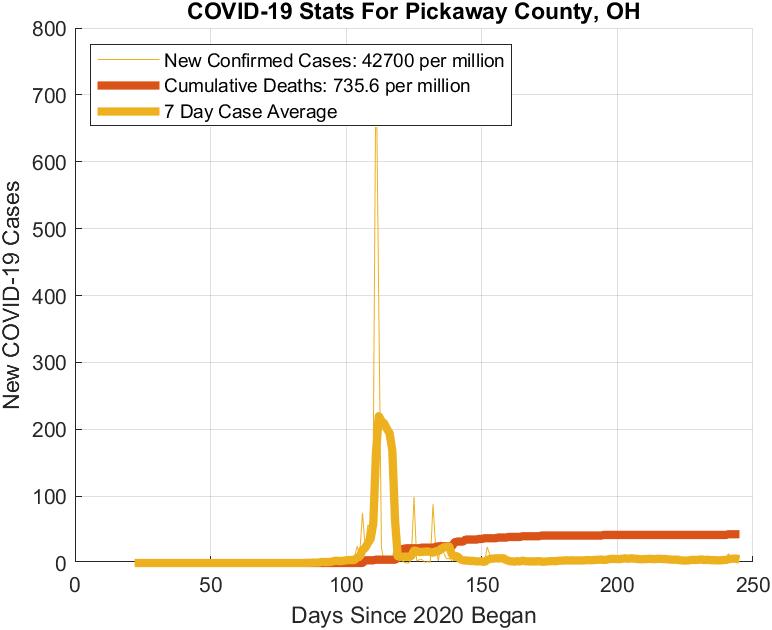 COVID-19 Stats For Pickaway County, OH
800
700
600
500
400
300
200
100
0
New COVID-19 Cases
New Confirmed Cases: 42700 per million
Cumulative Deaths: 735.6 per million
7 Day Case Average
0 50 100 150 200 250
Days Since 2020 Began